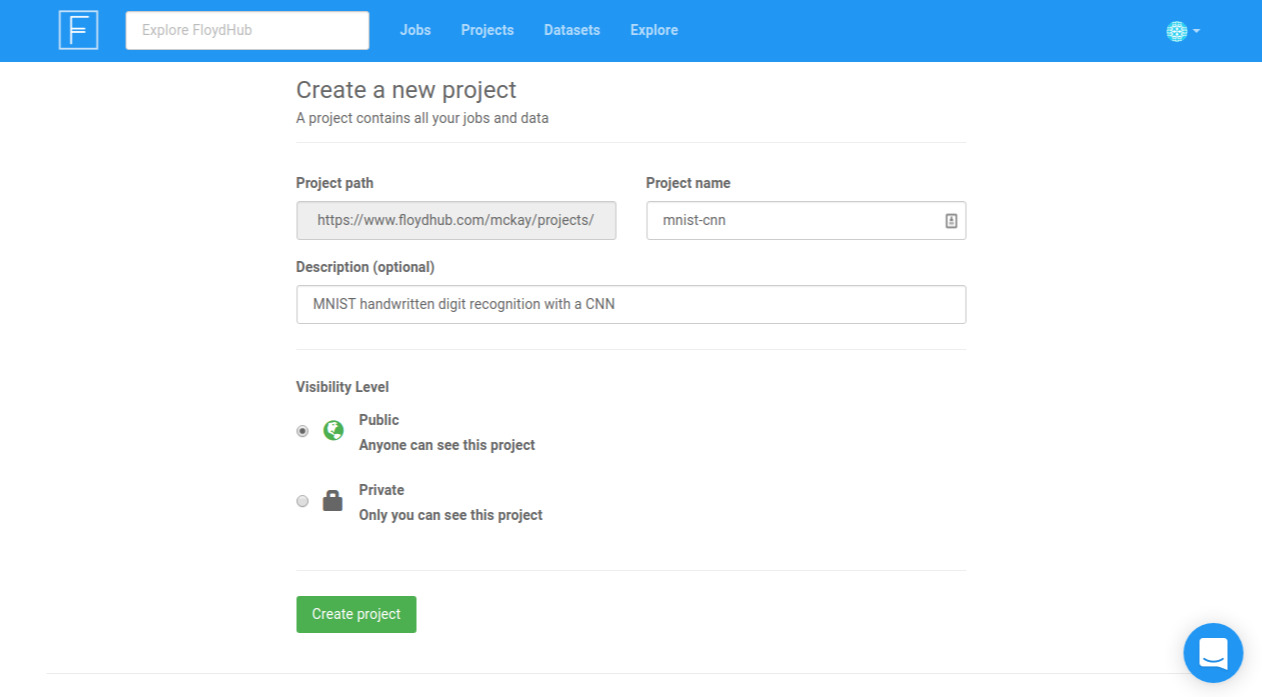 F
Explore FloydHub
Jobs
Projects
Datasets
Explore
Create a new project
A project contains all your jobs and data
Project path
Project name
https://www.floydhub.com/mckay/projects/
mnist-cnn
Description (optional)
MNIST handwritten digit recognition with a CNN
Visibility Level
Public
Anyone can see this project
Private
Only you can see this project
Create project